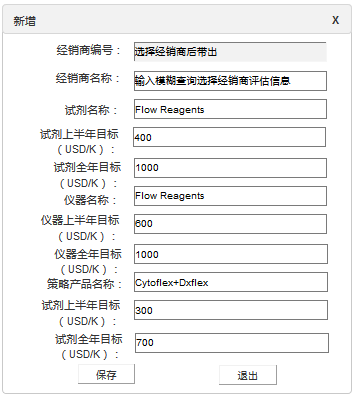 新增 X
经销商编号： 选择经销商后带出
经销商名称： 输入模糊查询选择经销商评估信息
试剂名称： Flow Reagents
试剂上半年目标 400
（USD/K）：
试剂全年目标 1000
（USD/K）：
仪器名称： Flow Reagents
仪器上半年目标 600
（USD/K）：
仪器全年目标 1000
（USD/K）：
策略产品名称： Cytoflex+Dxflex
试剂上半年目标 300
（USD/K）：
试剂全年目标 700
（USD/K）：
保存 退出